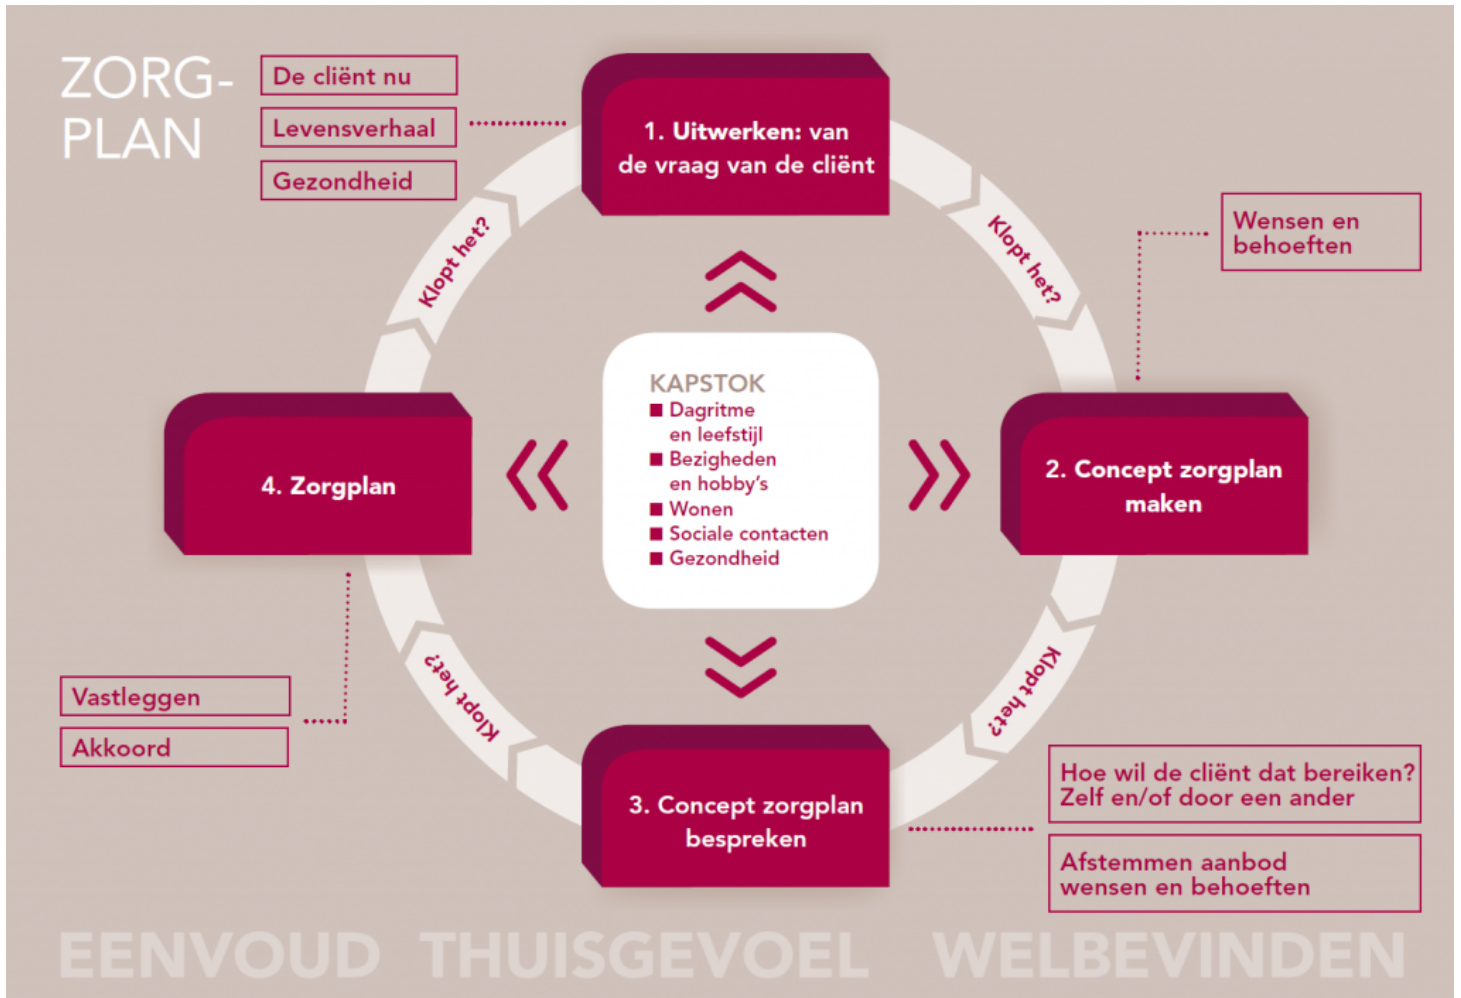 ZORG-
PLAN
De cliënt nu
Levensverhaal
Gezondheid
1. Uitwerken: van
de vraag van de cliënt
Klopt het?
Klopt het?
Wensen en
behoeften
KAPSTOK
Dagritme
en leefstijl
Bezigheden
en hobby's
Wonen
Sociale contacten
Gezondheid
4. Zorgplan
2. Concept zorgplan
maken
Vastleggen
Akkoord
Klopt het?
Klopt het?
3. Concept zorgplan
bespreken
Hoe wil de cliënt dat bereiken?
Zelf en/of door een ander
Afstemmen aanbod
wensen en behoeften
EENVOUD THUISGEVOEL WELBEVINDEN